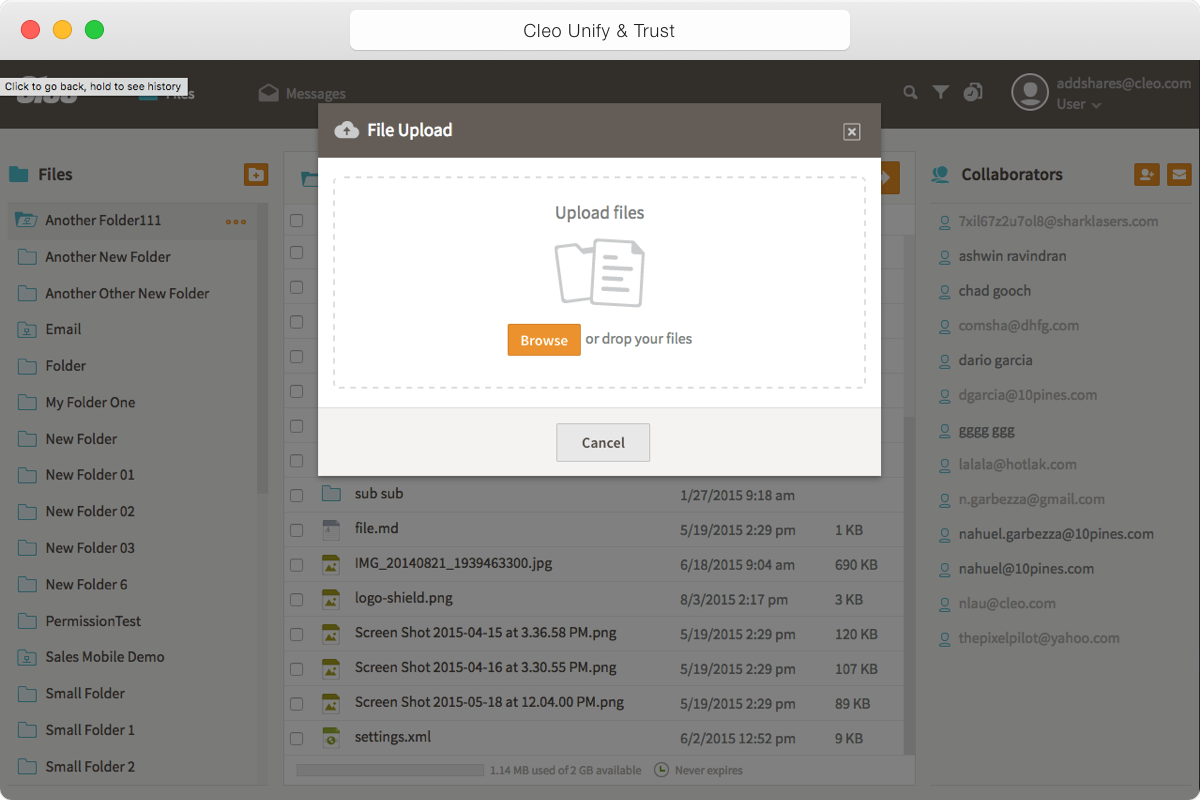 Cleo Unify & Trust
Click to go back, hold to see history
Files
Messages
addshares@cleo.com
User
File Upload
Upload files
Browse or drop your files
Cancel
Files
Another Folder111
Another New Folder
Another Other New Folder
Email
Folder
My Folder One
New Folder
New Folder 01
New Folder 02
New Folder 03
New Folder 6
PermissionTest
Sales Mobile Demo
Small Folder
Small Folder 1
Small Folder 2
sub sub 1/27/2015 9:18 am
file.md 5/19/2015 2:29 pm 1 KB
IMG_20140821_1939463300.jpg 6/18/2015 9:04 am 690 KB
logo-shield.png 8/3/2015 2:17 pm 3 KB
Screen Shot 2015-04-15 at 3.36.58 PM.png 5/19/2015 2:29 pm 120 KB
Screen Shot 2015-04-16 at 3.30.55 PM.png 5/19/2015 2:29 pm 107 KB
Screen Shot 2015-05-18 at 12.04.00 PM.png 5/19/2015 2:29 pm 89 KB
settings.xml 6/2/2015 12:52 pm 9 KB
1.14 MB used of 2 GB available Never expires
Collaborators
7xil67z2u7ol8@sharklasers.com
ashwin ravindran
chad gooch
comsha@dhfg.com
dario garcia
dgarcia@10pines.com
gggg ggg
lalala@hotlak.com
n.garbezza@gmail.com
nahuel.garbezza@10pines.com
nahuel@10pines.com
nlau@cleo.com
thepixelpilot@yahoo.com